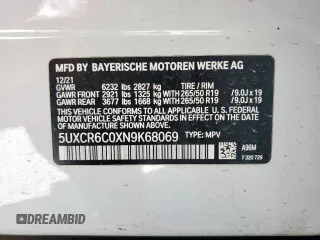 MFD BY BAYERISCHE MOTOREN WERKE AG
12/21
GVWR 6232 lbs 2827 kg TIRE / RIM
GAWR FRONT 2921 lbs 1325 kg 265/50 R19 /9.0J x 19
GAWR REAR 3677 lbs 1668 kg 265/50 R19 /9.0J x 19
THIS VEHICLE CONFORMS TO ALL APPLICABLE U.S. FEDERAL MOTOR VEHICLE SAFETY STANDARDS IN EFFECT
ON THE DATE OF MANUFACTURE SHOWN ABOVE.
5UXCR6C0XN9K68069 TYPE: MPV
A96M
7 320 729
DREAMBID dreambid.com